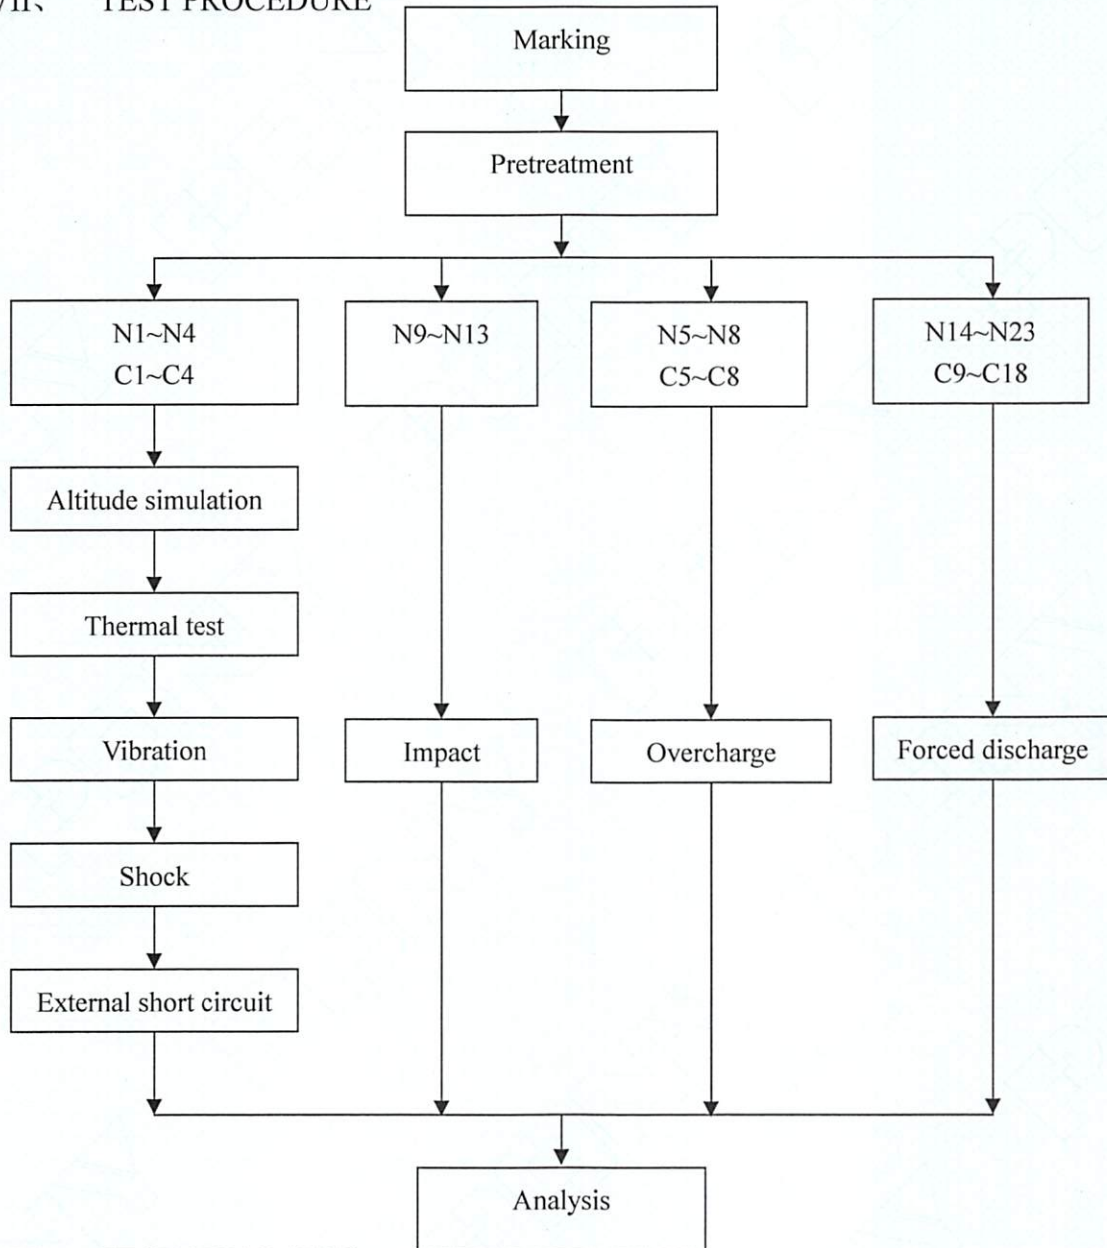 TEST PROCEDURE
Marking
Pretreatment
N1~N4
C1~C4
N9~N13
N5~N8
C5~C8
N14~N23
C9~C18
Altitude simulation
Thermal test
Vibration
Impact
Overcharge
Forced discharge
Shock
External short circuit
Analysis